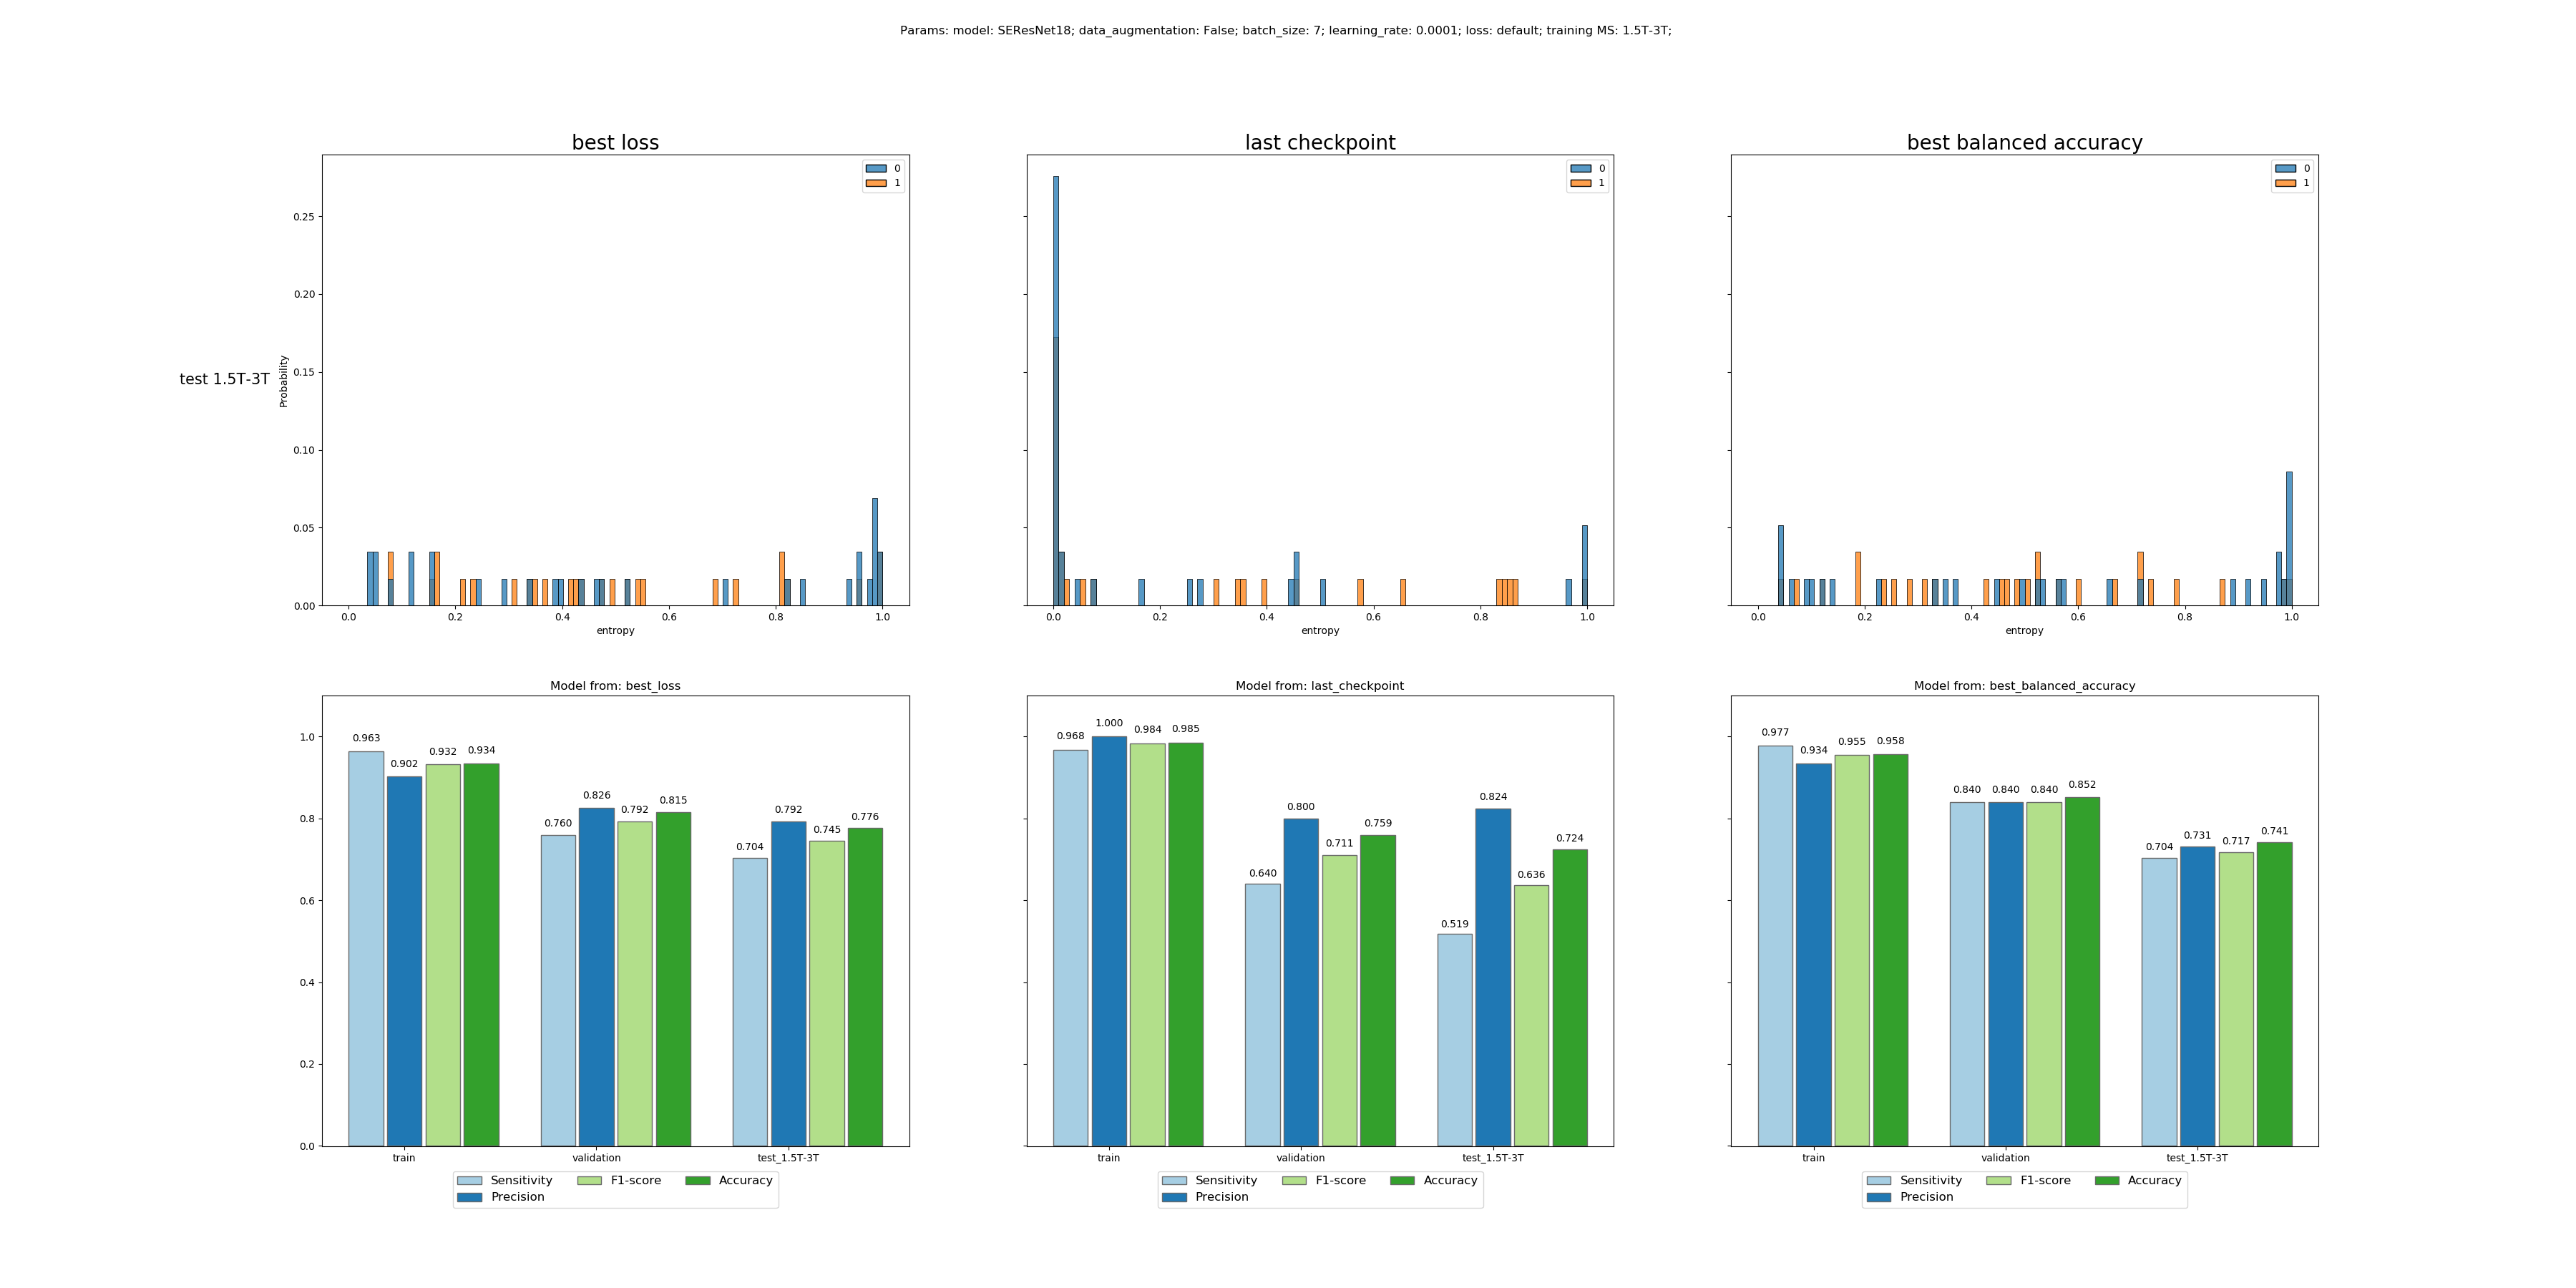 Params: model: SEResNet18; data_augmentation: False; batch_size: 7; learning_rate: 0.0001; loss: default; training MS: 1.5T-3T;
best loss
last checkpoint
best balanced accuracy
0
1
0
1
0
1
test 1.5T-3T
Probability
0.25
0.20
0.15
0.10
0.05
0.00
0.0 0.2 0.4 0.6 0.8 1.0
entropy
0.0 0.2 0.4 0.6 0.8 1.0
entropy
0.0 0.2 0.4 0.6 0.8 1.0
entropy
Model from: best_loss
1.0
0.8
0.6
0.4
0.2
0.0
0.963 0.902 0.932 0.934
0.760 0.826 0.792 0.815
0.704 0.792 0.745 0.776
train validation test_1.5T-3T
Sensitivity F1-score Accuracy
Precision
Model from: last_checkpoint
0.968 1.000 0.984 0.985
0.640 0.800 0.711 0.759
0.519 0.824 0.636 0.724
train validation test_1.5T-3T
Sensitivity F1-score Accuracy
Precision
Model from: best_balanced_accuracy
0.977 0.934 0.955 0.958
0.840 0.840 0.840 0.852
0.704 0.731 0.717 0.741
train validation test_1.5T-3T
Sensitivity F1-score Accuracy
Precision